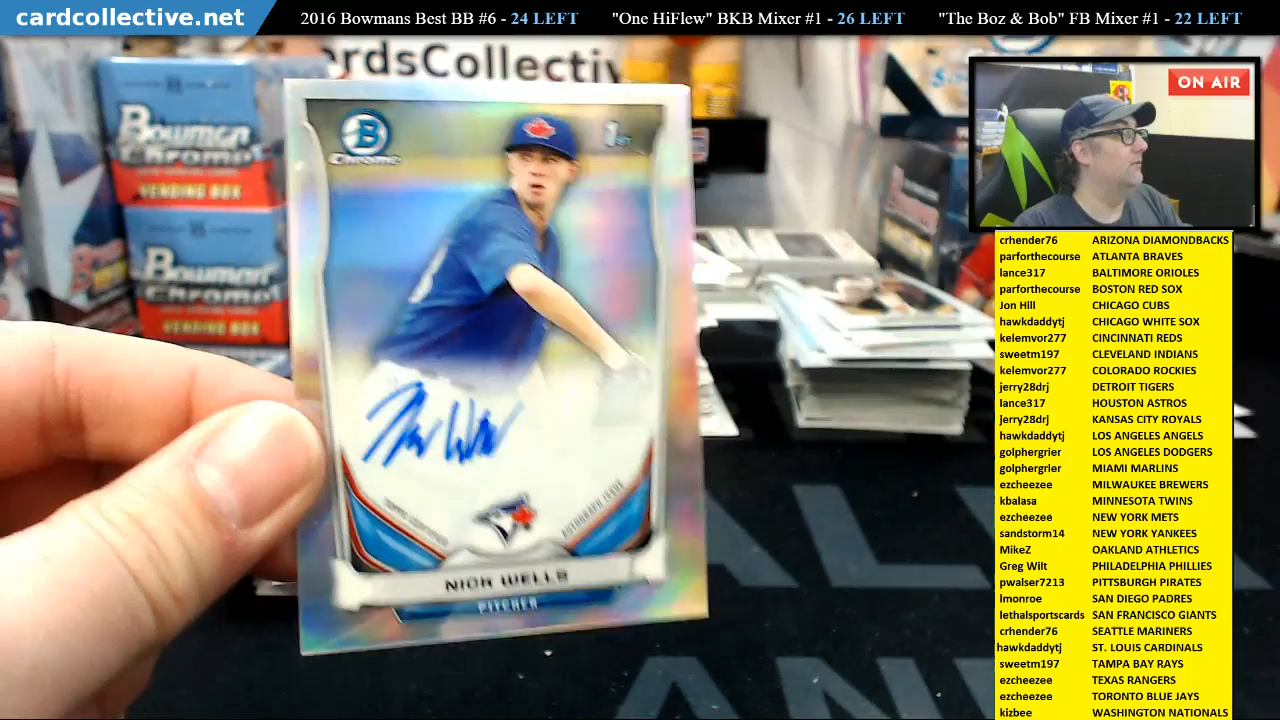 cardcollective.net
2016 Bowmans Best BB #6 - 24 LEFT "One HiFlew" BKB Mixer #1 - 26 LEFT "The Boz & Bob" FB Mixer #1 - 22 LEFT
ardsCollectiv
ON AIR
Bowman
Chrome
VENDING BOX
Bowman
Chrome
VENDING BOX
B
Chrome
1ST
AUTOGRAPH ISSUE
NICK WELLS
PITCHER
crhender76 ARIZONA DIAMONDBACKS
parforthecourse ATLANTA BRAVES
lance317 BALTIMORE ORIOLES
parforthecourse BOSTON RED SOX
Jon Hill CHICAGO CUBS
hawkdaddytj CHICAGO WHITE SOX
kelemvor277 CINCINNATI REDS
sweetm197 CLEVELAND INDIANS
kelemvor277 COLORADO ROCKIES
jerry28drj DETROIT TIGERS
lance317 HOUSTON ASTROS
jerry28drj KANSAS CITY ROYALS
hawkdaddytj LOS ANGELES ANGELS
golphergrier LOS ANGELES DODGERS
golphergrier MIAMI MARLINS
ezcheezee MILWAUKEE BREWERS
kbalasa MINNESOTA TWINS
ezcheezee NEW YORK METS
sandstorm14 NEW YORK YANKEES
MikeZ OAKLAND ATHLETICS
Greg Wilt PHILADELPHIA PHILLIES
pwalser7213 PITTSBURGH PIRATES
lmonroe SAN DIEGO PADRES
lethalsportscards SAN FRANCISCO GIANTS
crhender76 SEATTLE MARINERS
hawkdaddytj ST. LOUIS CARDINALS
sweetm197 TAMPA BAY RAYS
ezcheezee TEXAS RANGERS
ezcheezee TORONTO BLUE JAYS
kizbee WASHINGTON NATIONALS